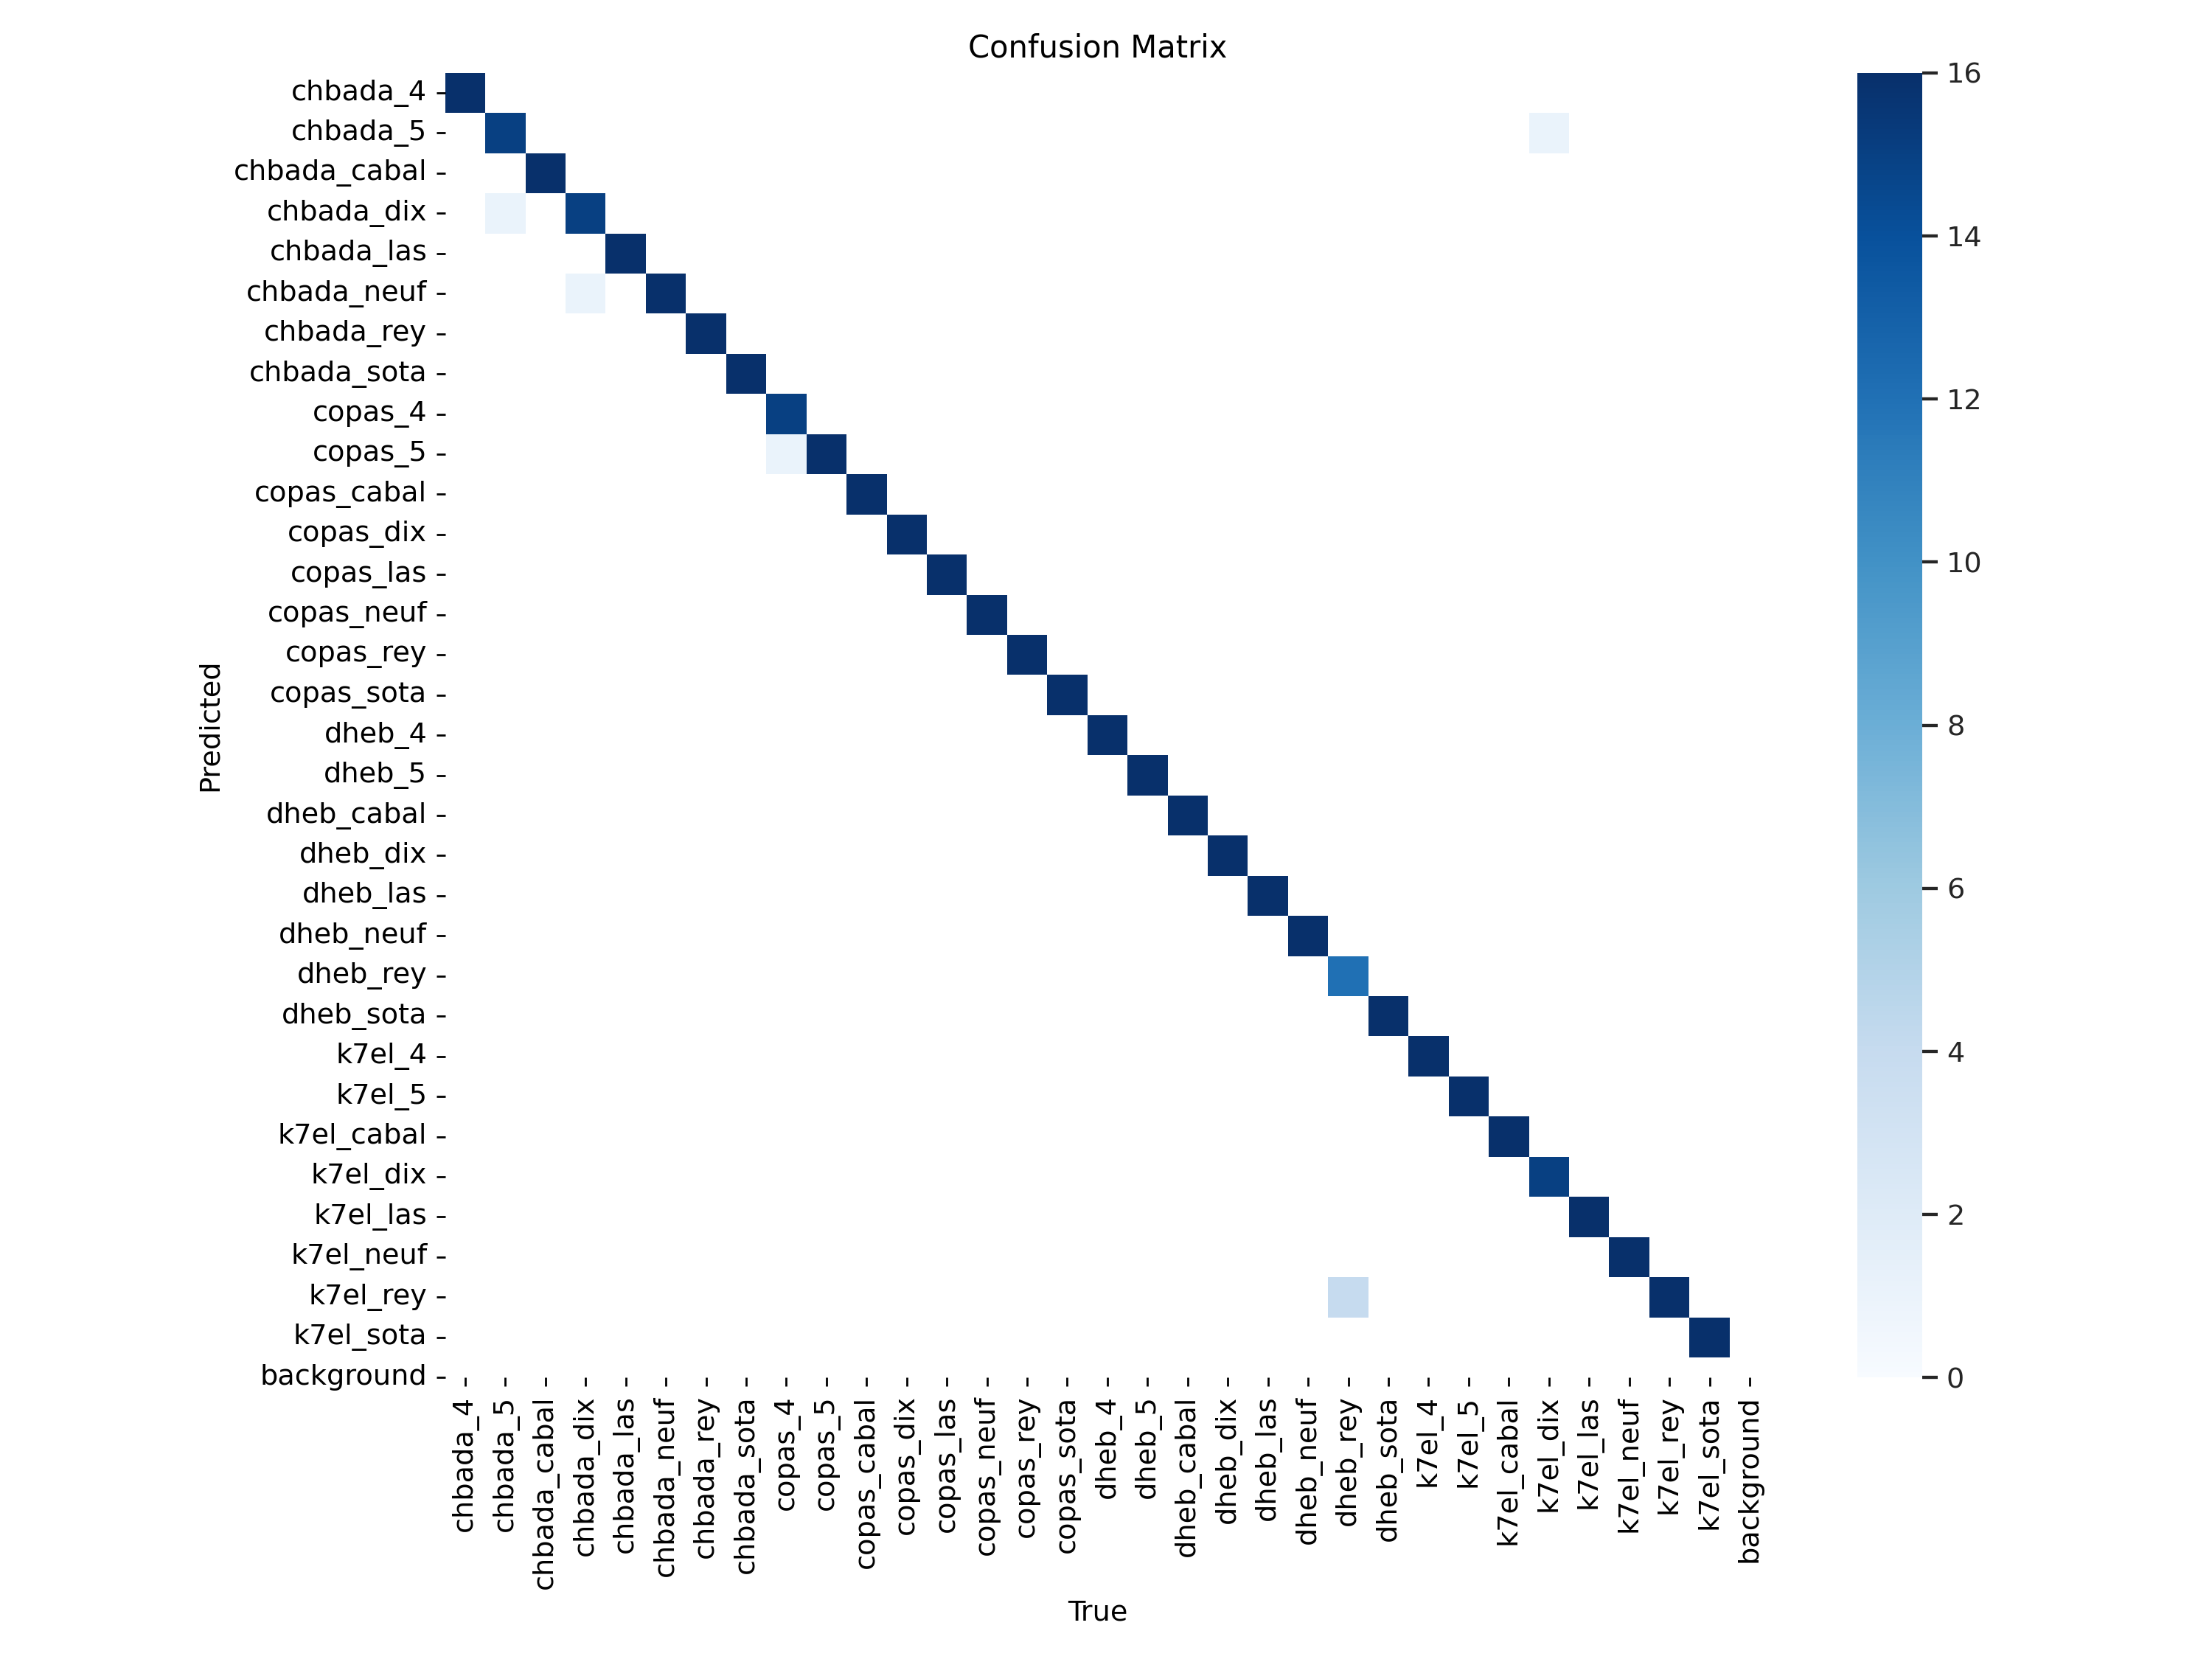 Confusion Matrix
chbada_4
chbada_5
chbada_cabal
chbada_dix
chbada_las
chbada_neuf
chbada_rey
chbada_sota
copas_4
copas_5
copas_cabal
copas_dix
copas_las
copas_neuf
copas_rey
copas_sota
dheb_4
dheb_5
dheb_cabal
dheb_dix
dheb_las
dheb_neuf
dheb_rey
dheb_sota
k7el_4
k7el_5
k7el_cabal
k7el_dix
k7el_las
k7el_neuf
k7el_rey
k7el_sota
background
Predicted
chbada_4
chbada_5
chbada_cabal
chbada_dix
chbada_las
chbada_neuf
chbada_rey
chbada_sota
copas_4
copas_5
copas_cabal
copas_dix
copas_las
copas_neuf
copas_rey
copas_sota
dheb_4
dheb_5
dheb_cabal
dheb_dix
dheb_las
dheb_neuf
dheb_rey
dheb_sota
k7el_4
k7el_5
k7el_cabal
k7el_dix
k7el_las
k7el_neuf
k7el_rey
k7el_sota
background
True
16
14
12
10
8
6
4
2
0